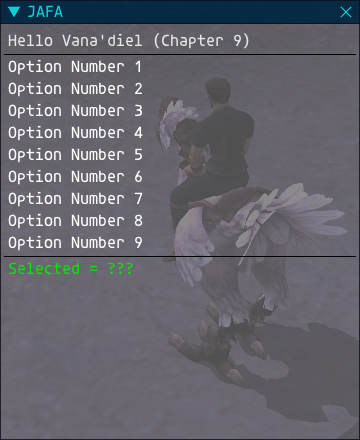 JAFA
Hello Vana'diel (Chapter 9)
Option Number 1
Option Number 2
Option Number 3
Option Number 4
Option Number 5
Option Number 6
Option Number 7
Option Number 8
Option Number 9
Selected = ???